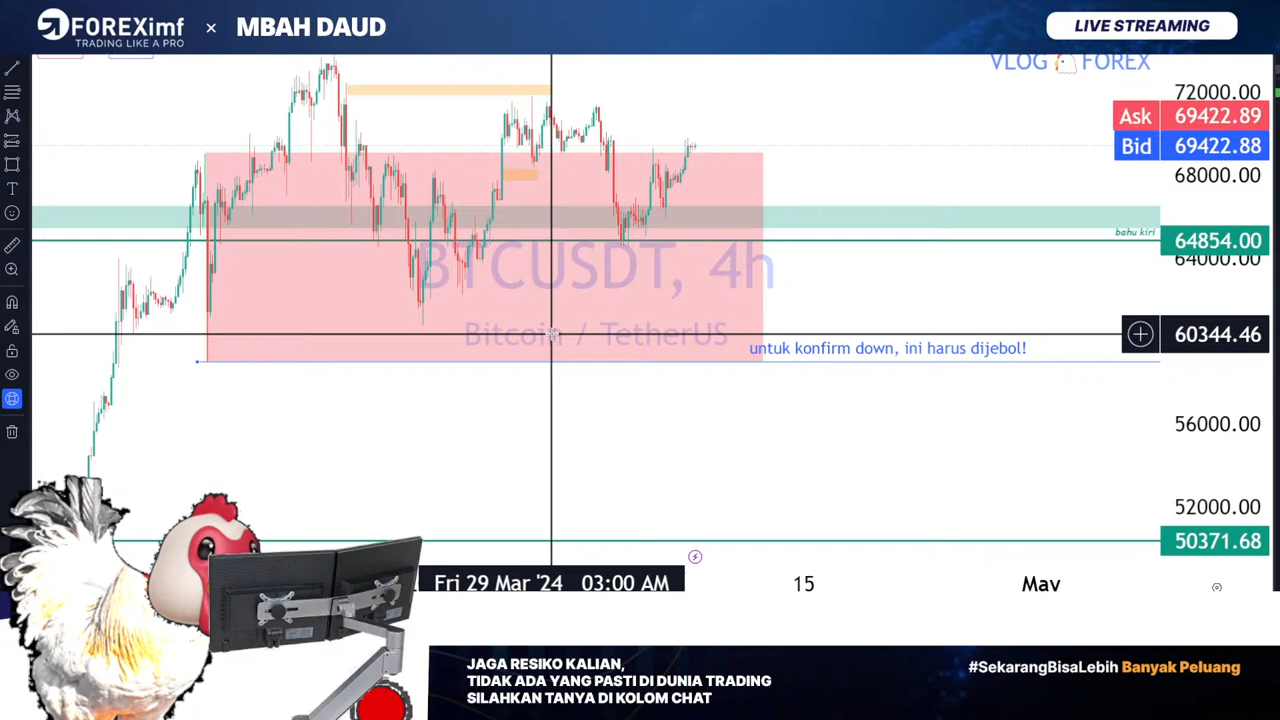 FOREXimf
TRADING LIKE A PRO
×
MBAH DAUD
LIVE STREAMING
VLOG FOREX
72000.00
Ask 69422.89
Bid 69422.88
68000.00
bahu kiri
64854.00
64000.00
BTCUSDT, 4h
Bitcoin / TetherUS
60344.46
untuk konfirm down, ini harus dijebol!
56000.00
52000.00
50371.68
Fri 29 Mar '24 03:00 AM
15
May
JAGA RESIKO KALIAN,
TIDAK ADA YANG PASTI DI DUNIA TRADING
SILAHKAN TANYA DI KOLOM CHAT
#SekarangBisaLebih Banyak Peluang